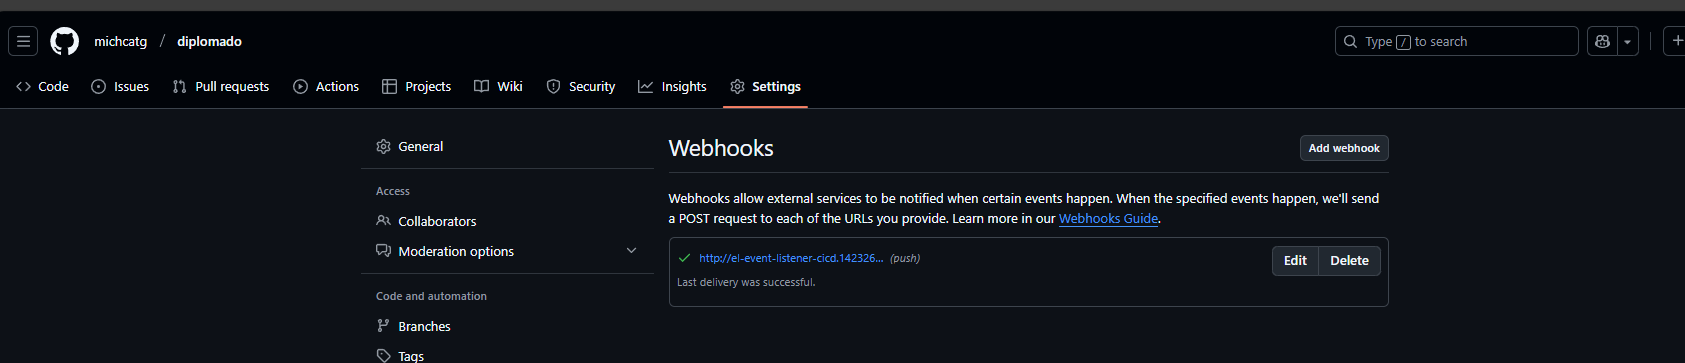 michcatg / diplomado
Type / to search
Code Issues Pull requests Actions Projects Wiki Security Insights Settings
General
Access
Collaborators
Moderation options
Code and automation
Branches
Tags
Webhooks
Add webhook
Webhooks allow external services to be notified when certain events happen. When the specified events happen, we'll send
a POST request to each of the URLs you provide. Learn more in our Webhooks Guide.
http://el-event-listener-cicd.142326... (push)
Edit Delete
Last delivery was successful.